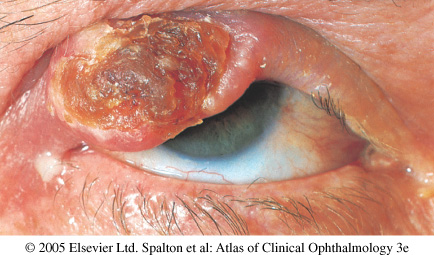 © 2005 Elsevier Ltd. Spalton et al: Atlas of Clinical Ophthalmology 3e